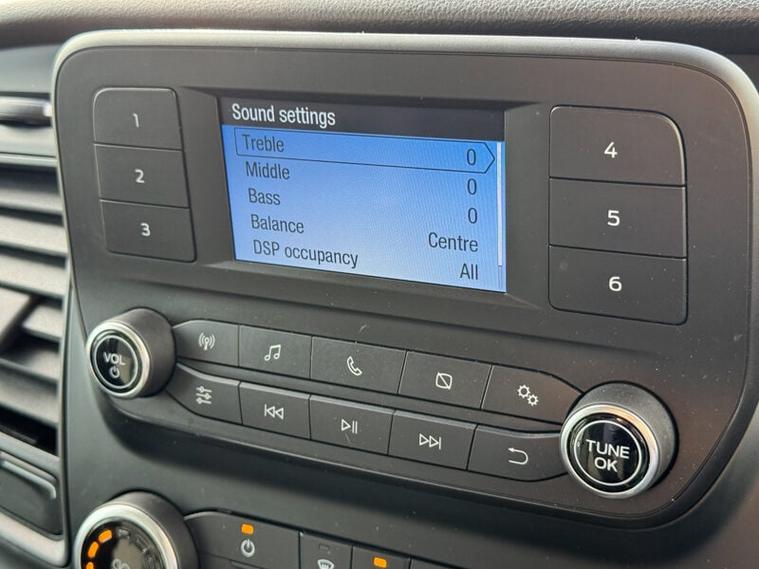 Sound settings
Treble 0
Middle 0
Bass 0
Balance Centre
DSP occupancy All
1
2
3
4
5
6
VOL
TUNE
OK